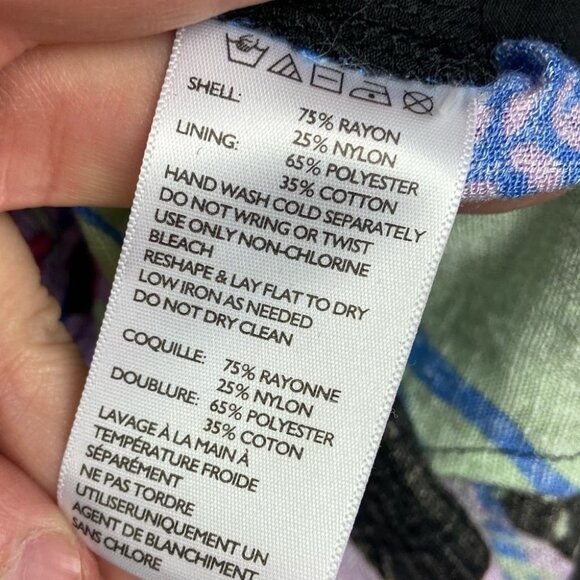 SHELL: 75% RAYON
25% NYLON
LINING: 65% POLYESTER
35% COTTON
HAND WASH COLD SEPARATELY
DO NOT WRING OR TWIST
USE ONLY NON-CHLORINE
BLEACH
RESHAPE & LAY FLAT TO DRY
LOW IRON AS NEEDED
DO NOT DRY CLEAN
COQUILLE: 75% RAYONNE
25% NYLON
DOUBLURE: 65% POLYESTER
35% COTON
LAVAGE À LA MAIN À
TEMPÉRATURE FROIDE
SÉPARÉMENT
NE PAS TORDRE
UTILISERUNIQUEMENT UN
AGENT DE BLANCHIMENT
SANS CHLORE